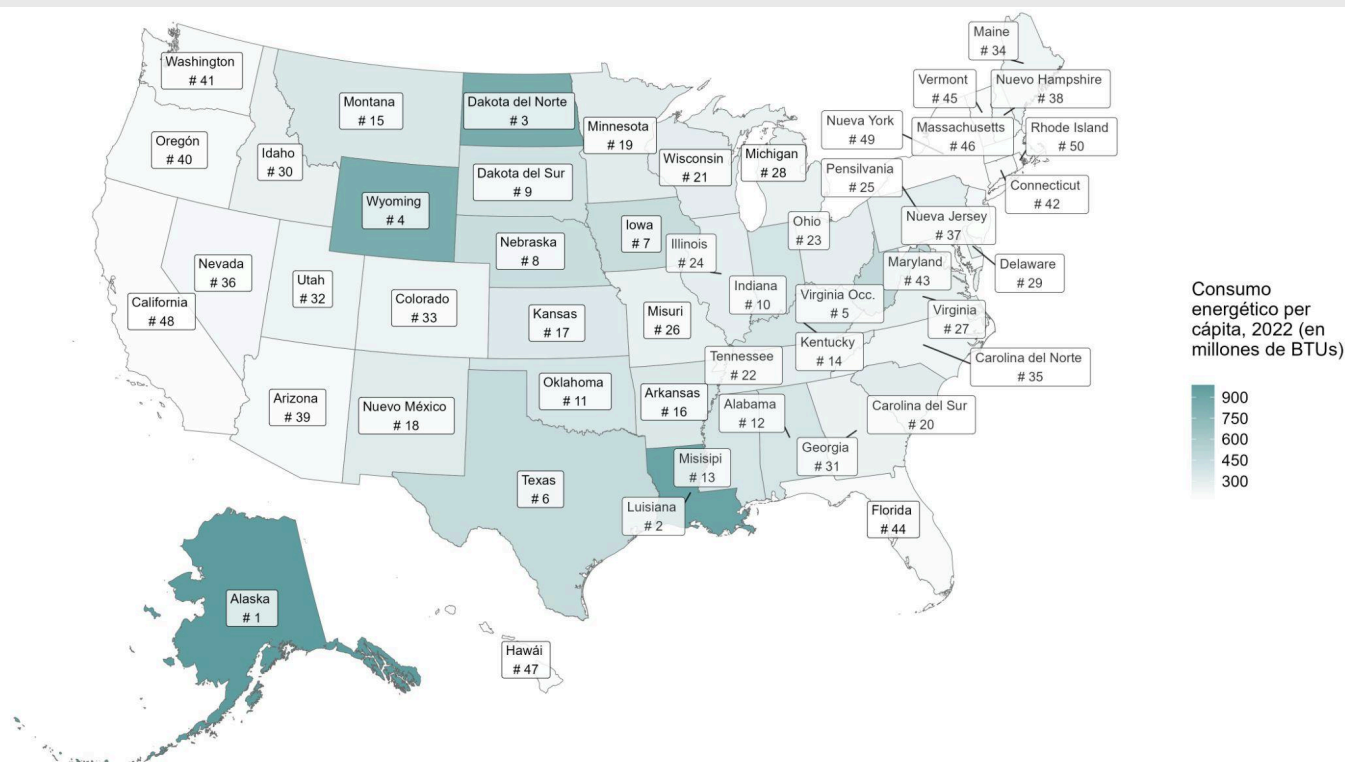 Maine
# 34
Washington
# 41
Vermont
# 45
Nuevo Hampshire
# 38
Montana
# 15
Dakota del Norte
# 3
Nueva York
# 49
Massachusetts
# 46
Rhode Island
# 50
Minnesota
# 19
Oregón
# 40
Idaho
# 30
Wisconsin
# 21
Michigan
# 28
Pensilvania
# 25
Dakota del Sur
# 9
Connecticut
# 42
Wyoming
# 4
Nueva Jersey
# 37
Iowa
# 7
Ohio
# 23
Nebraska
# 8
Illinois
# 24
Maryland
# 43
Delaware
# 29
Nevada
# 36
Utah
# 32
Colorado
# 33
Indiana
# 10
Virginia Occ.
# 5
California
# 48
Kansas
# 17
Misuri
# 26
Virginia
# 27
Kentucky
# 14
Tennessee
# 22
Carolina del Norte
# 35
Oklahoma
# 11
Arkansas
# 16
Arizona
# 39
Nuevo México
# 18
Alabama
# 12
Carolina del Sur
# 20
Georgia
# 31
Misisipi
# 13
Texas
# 6
Luisiana
# 2
Florida
# 44
Alaska
# 1
Hawái
# 47
Consumo
energético per
cápita, 2022 (en
millones de BTUs)
900
750
600
450
300